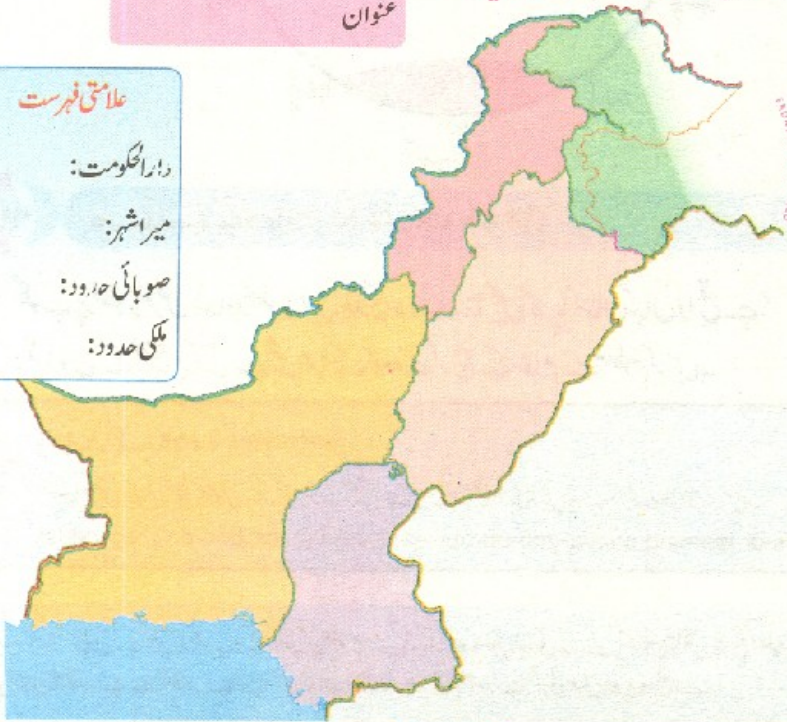 عنوان
علامتی فہرست
دارالحکومت:
میرا شہر:
صوبائی حدود:
ملکی حدود: